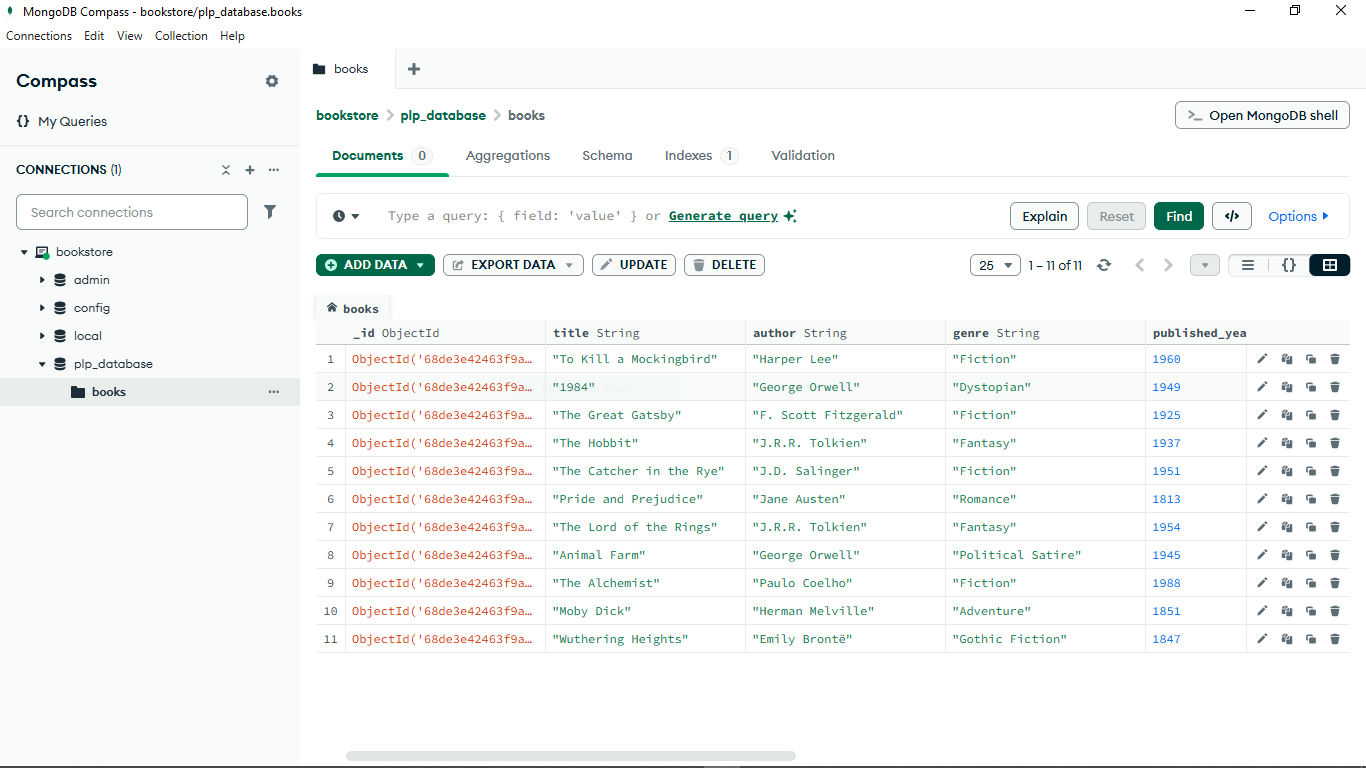 MongoDB Compass - bookstore/plp_database.books
Connections Edit View Collection Help
Compass
{} My Queries
CONNECTIONS (1)
Search connections
bookstore
admin
config
local
plp_database
books
books
bookstore > plp_database > books
>_ Open MongoDB shell
Documents 0 Aggregations Schema Indexes 1 Validation
Type a query: { field: 'value' } or Generate query
Explain Reset Find </> Options
ADD DATA EXPORT DATA UPDATE DELETE
25 1 – 11 of 11 {}
books
_id ObjectId title String author String genre String published_yea
1 ObjectId('68de3e42463f9a… "To Kill a Mockingbird" "Harper Lee" "Fiction" 1960
2 ObjectId('68de3e42463f9a… "1984" "George Orwell" "Dystopian" 1949
3 ObjectId('68de3e42463f9a… "The Great Gatsby" "F. Scott Fitzgerald" "Fiction" 1925
4 ObjectId('68de3e42463f9a… "The Hobbit" "J.R.R. Tolkien" "Fantasy" 1937
5 ObjectId('68de3e42463f9a… "The Catcher in the Rye" "J.D. Salinger" "Fiction" 1951
6 ObjectId('68de3e42463f9a… "Pride and Prejudice" "Jane Austen" "Romance" 1813
7 ObjectId('68de3e42463f9a… "The Lord of the Rings" "J.R.R. Tolkien" "Fantasy" 1954
8 ObjectId('68de3e42463f9a… "Animal Farm" "George Orwell" "Political Satire" 1945
9 ObjectId('68de3e42463f9a… "The Alchemist" "Paulo Coelho" "Fiction" 1988
10 ObjectId('68de3e42463f9a… "Moby Dick" "Herman Melville" "Adventure" 1851
11 ObjectId('68de3e42463f9a… "Wuthering Heights" "Emily Brontë" "Gothic Fiction" 1847